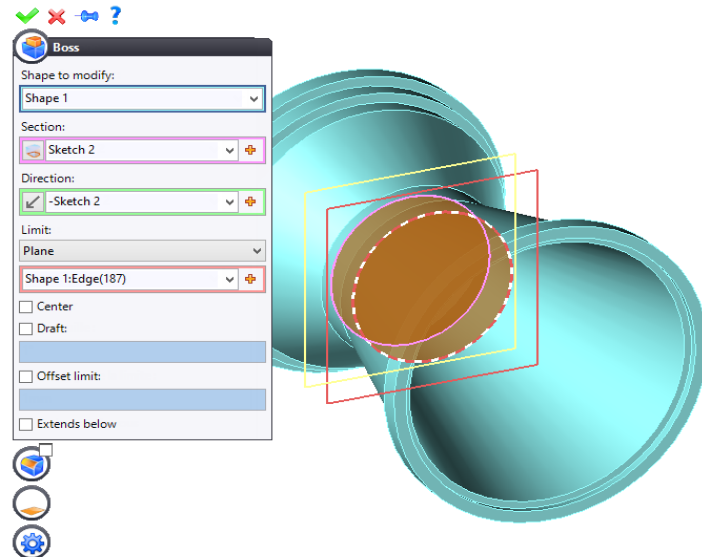 ?
Boss
Shape to modify:
Shape 1
Section:
Sketch 2
Direction:
-Sketch 2
Limit:
Plane
Shape 1:Edge(187)
Center
Draft:
Offset limit:
Extends below